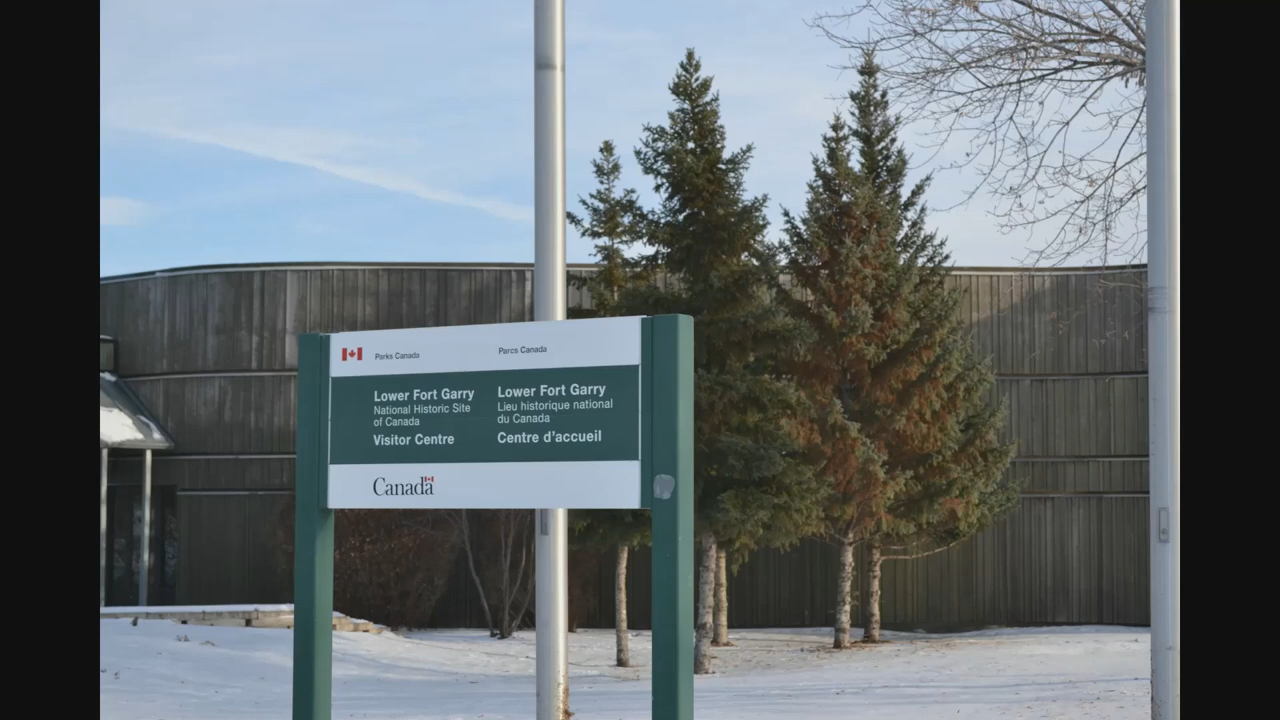 Parks Canada
Parcs Canada
Lower Fort Garry
National Historic Site
of Canada
Visitor Centre
Lower Fort Garry
Lieu historique national
du Canada
Centre d'accueil
Canada